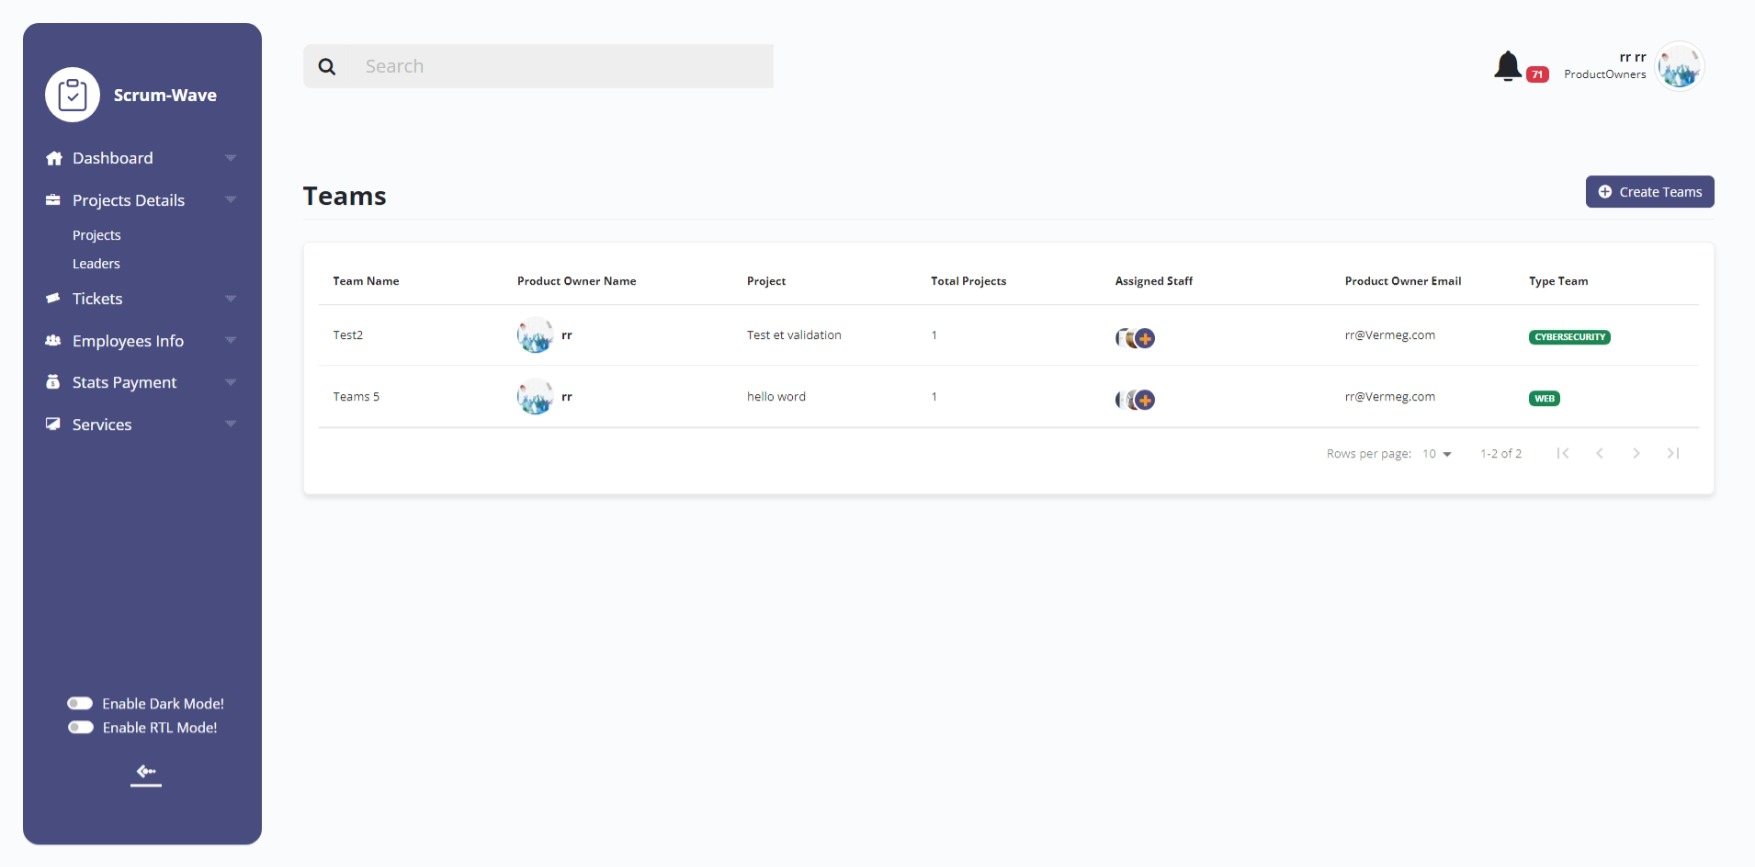 Scrum-Wave
Dashboard
Projects Details
Projects
Leaders
Tickets
Employees Info
Stats Payment
Services
Enable Dark Mode!
Enable RTL Mode!
Search
71
rr rr
ProductOwners
Teams
Create Teams
Team Name Product Owner Name Project Total Projects Assigned Staff Product Owner Email Type Team
Test2 rr Test et validation 1 rr@Vermeg.com CYBERSECURITY
Teams 5 rr hello word 1 rr@Vermeg.com WEB
Rows per page: 10 1-2 of 2